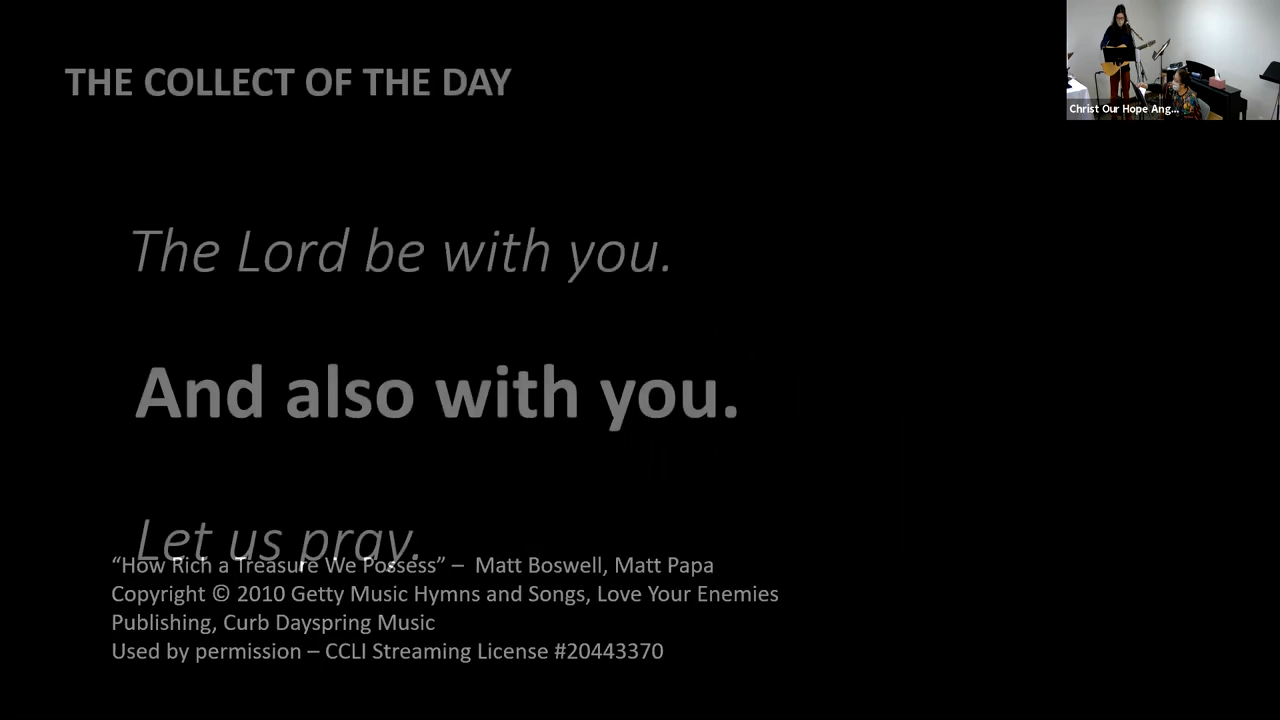 THE COLLECT OF THE DAY
Christ Our Hope Ang...
The Lord be with you.
And also with you.
Let us pray.
“How Rich a Treasure We Possess” – Matt Boswell, Matt Papa
Copyright © 2010 Getty Music Hymns and Songs, Love Your Enemies
Publishing, Curb Dayspring Music
Used by permission – CCLI Streaming License #20443370